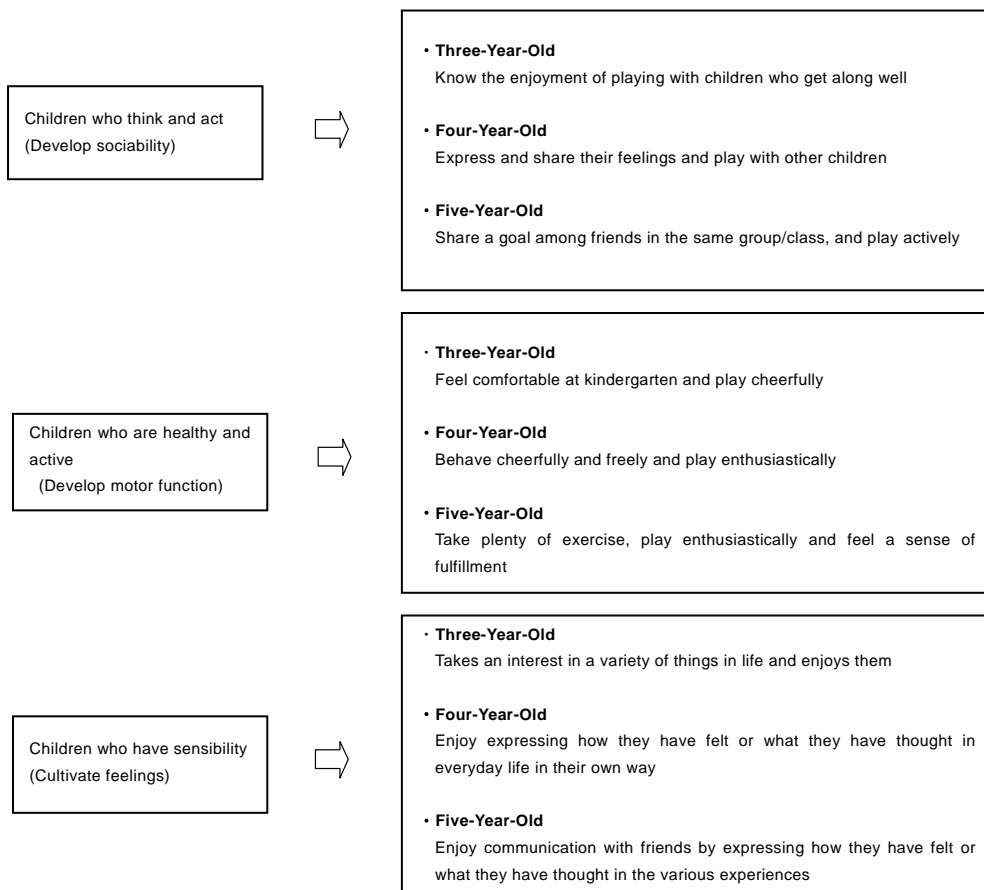 Children who think and act
(Develop sociability)
・Three-Year-Old
Know the enjoyment of playing with children who get along well
・Four-Year-Old
Express and share their feelings and play with other children
・Five-Year-Old
Share a goal among friends in the same group/class, and play actively
Children who are healthy and
active
(Develop motor function)
・Three-Year-Old
Feel comfortable at kindergarten and play cheerfully
・Four-Year-Old
Behave cheerfully and freely and play enthusiastically
・Five-Year-Old
Take plenty of exercise, play enthusiastically and feel a sense of
fulfillment
Children who have sensibility
(Cultivate feelings)
・Three-Year-Old
Takes an interest in a variety of things in life and enjoys them
・Four-Year-Old
Enjoy expressing how they have felt or what they have thought in
everyday life in their own way
・Five-Year-Old
Enjoy communication with friends by expressing how they have felt or
what they have thought in the various experiences